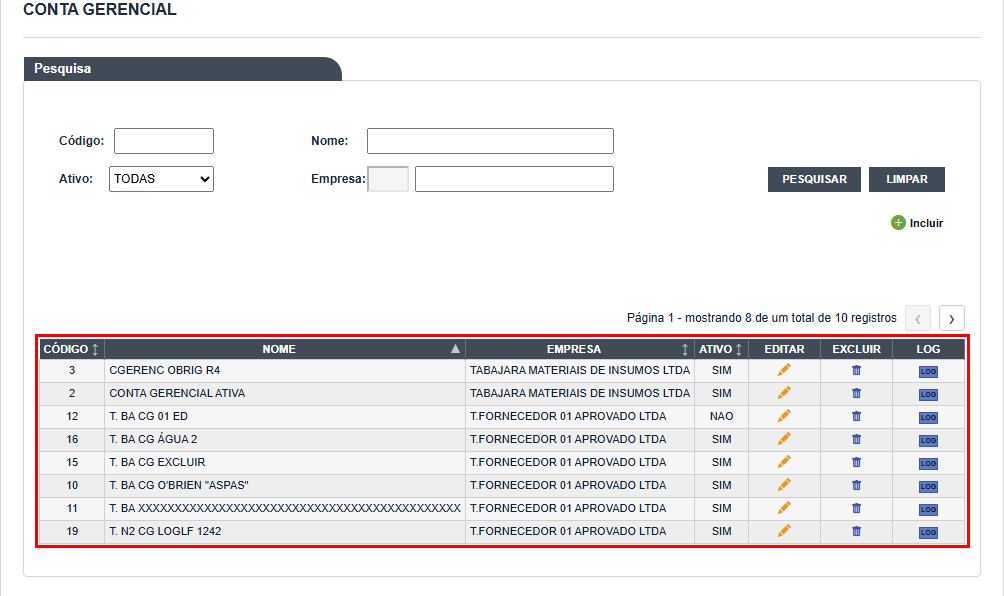 CONTA GERENCIAL
Pesquisa
Código: Nome:
Ativo: TODAS Empresa: PESQUISAR LIMPAR
Incluir
Página 1 - mostrando 8 de um total de 10 registros
CÓDIGO NOME EMPRESA ATIVO EDITAR EXCLUIR LOG
3 CGERENC OBRIG R4 TABAJARA MATERIAIS DE INSUMOS LTDA SIM LOG
2 CONTA GERENCIAL ATIVA TABAJARA MATERIAIS DE INSUMOS LTDA SIM LOG
12 T. BA CG 01 ED T.FORNECEDOR 01 APROVADO LTDA NAO LOG
16 T. BA CG ÁGUA 2 T.FORNECEDOR 01 APROVADO LTDA SIM LOG
15 T. BA CG EXCLUIR T.FORNECEDOR 01 APROVADO LTDA SIM LOG
10 T. BA CG O'BRIEN "ASPAS" T.FORNECEDOR 01 APROVADO LTDA SIM LOG
11 T. BA XXXXXXXXXXXXXXXXXXXXXXXXXXXXXXXXXXXXXXXXXX T.FORNECEDOR 01 APROVADO LTDA SIM LOG
19 T. N2 CG LOGLF 1242 T.FORNECEDOR 01 APROVADO LTDA SIM LOG